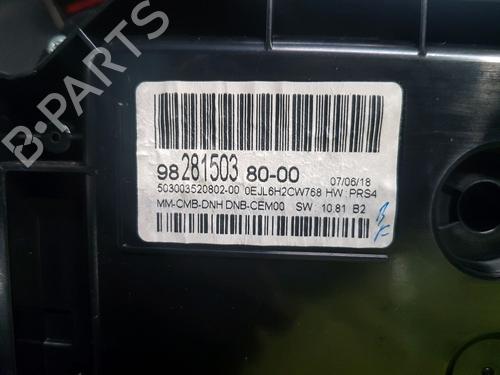 98 281503 80-00
07/06/18
503003520802-00 0EJL6H2CW768 HW: PRS4
MM-CMB-DNH DNB-CEM00 SW: 10.81 B2
B-PARTS